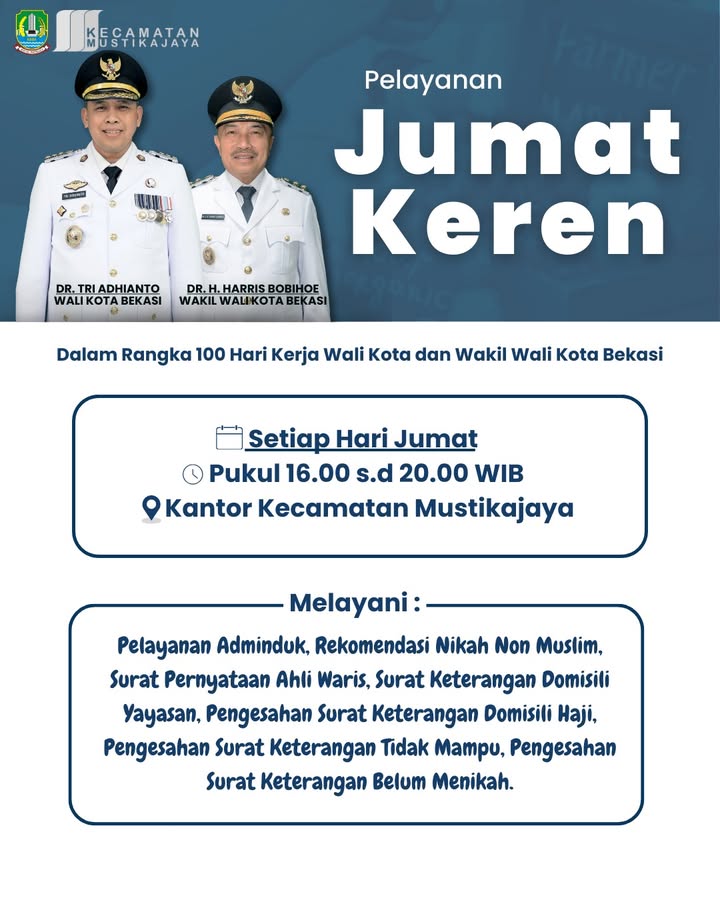 KECAMATAN
MUSTIKAJAYA
Pelayanan
Jumat
Keren
DR. TRI ADHIANTO
WALI KOTA BEKASI
DR. H. HARRIS BOBIHOE
WAKIL WALI KOTA BEKASI
Dalam Rangka 100 Hari Kerja Wali Kota dan Wakil Wali Kota Bekasi
Setiap Hari Jumat
Pukul 16.00 s.d 20.00 WIB
Kantor Kecamatan Mustikajaya
Melayani :
Pelayanan Adminduk, Rekomendasi Nikah Non Muslim,
Surat Pernyataan Ahli Waris, Surat Keterangan Domisili
Yayasan, Pengesahan Surat Keterangan Domisili Haji,
Pengesahan Surat Keterangan Tidak Mampu, Pengesahan
Surat Keterangan Belum Menikah.